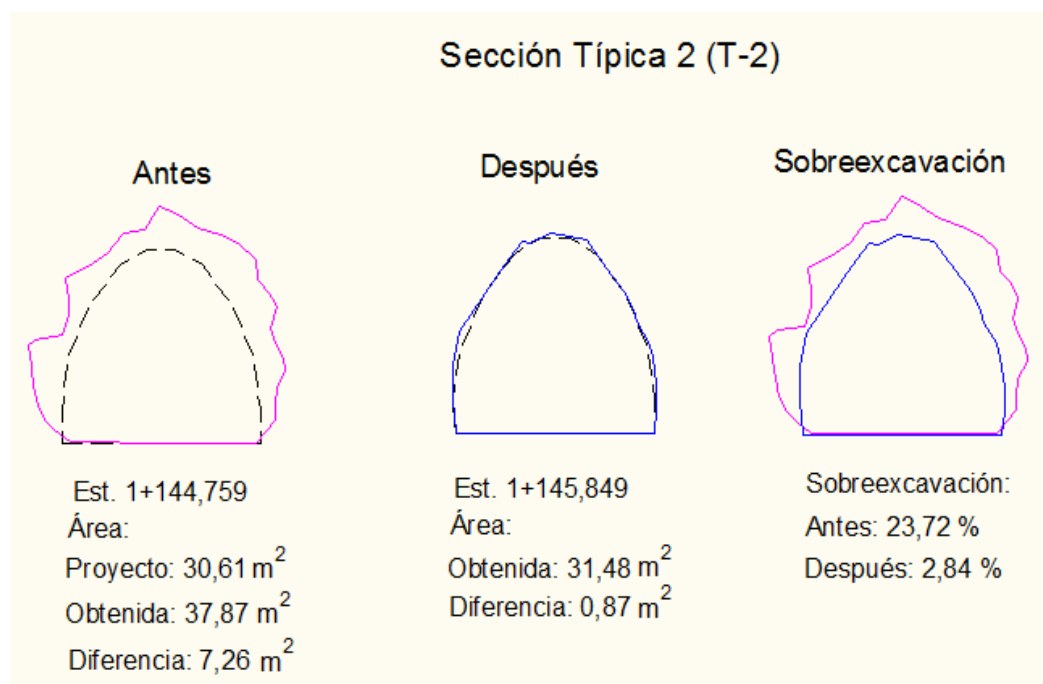 Sección Típica 2 (T-2)
Antes
Después
Sobreexcavación
Est. 1+144,759
Área:
Proyecto: 30,61 m²
Obtenida: 37,87 m²
Diferencia: 7,26 m²
Est. 1+145,849
Área:
Obtenida: 31,48 m²
Diferencia: 0,87 m²
Sobreexcavación:
Antes: 23,72 %
Después: 2,84 %